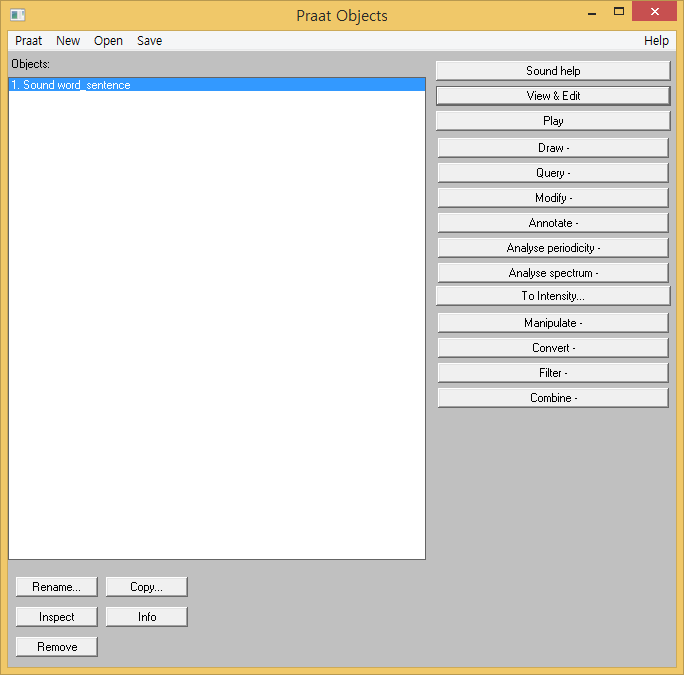 Praat Objects
Praat New Open Save Help
Objects:
1. Sound word_sentence
Sound help
View & Edit
Play
Draw -
Query -
Modify -
Annotate -
Analyse periodicity -
Analyse spectrum -
To Intensity...
Manipulate -
Convert -
Filter -
Combine -
Rename... Copy...
Inspect Info
Remove